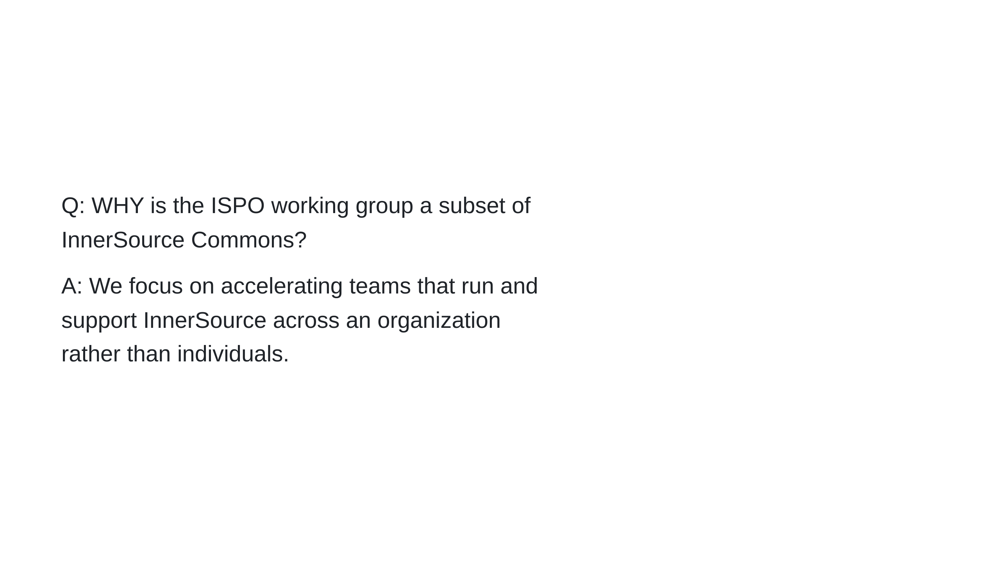 Q: WHY is the ISPO working group a subset of
InnerSource Commons?
A: We focus on accelerating teams that run and
support InnerSource across an organization
rather than individuals.